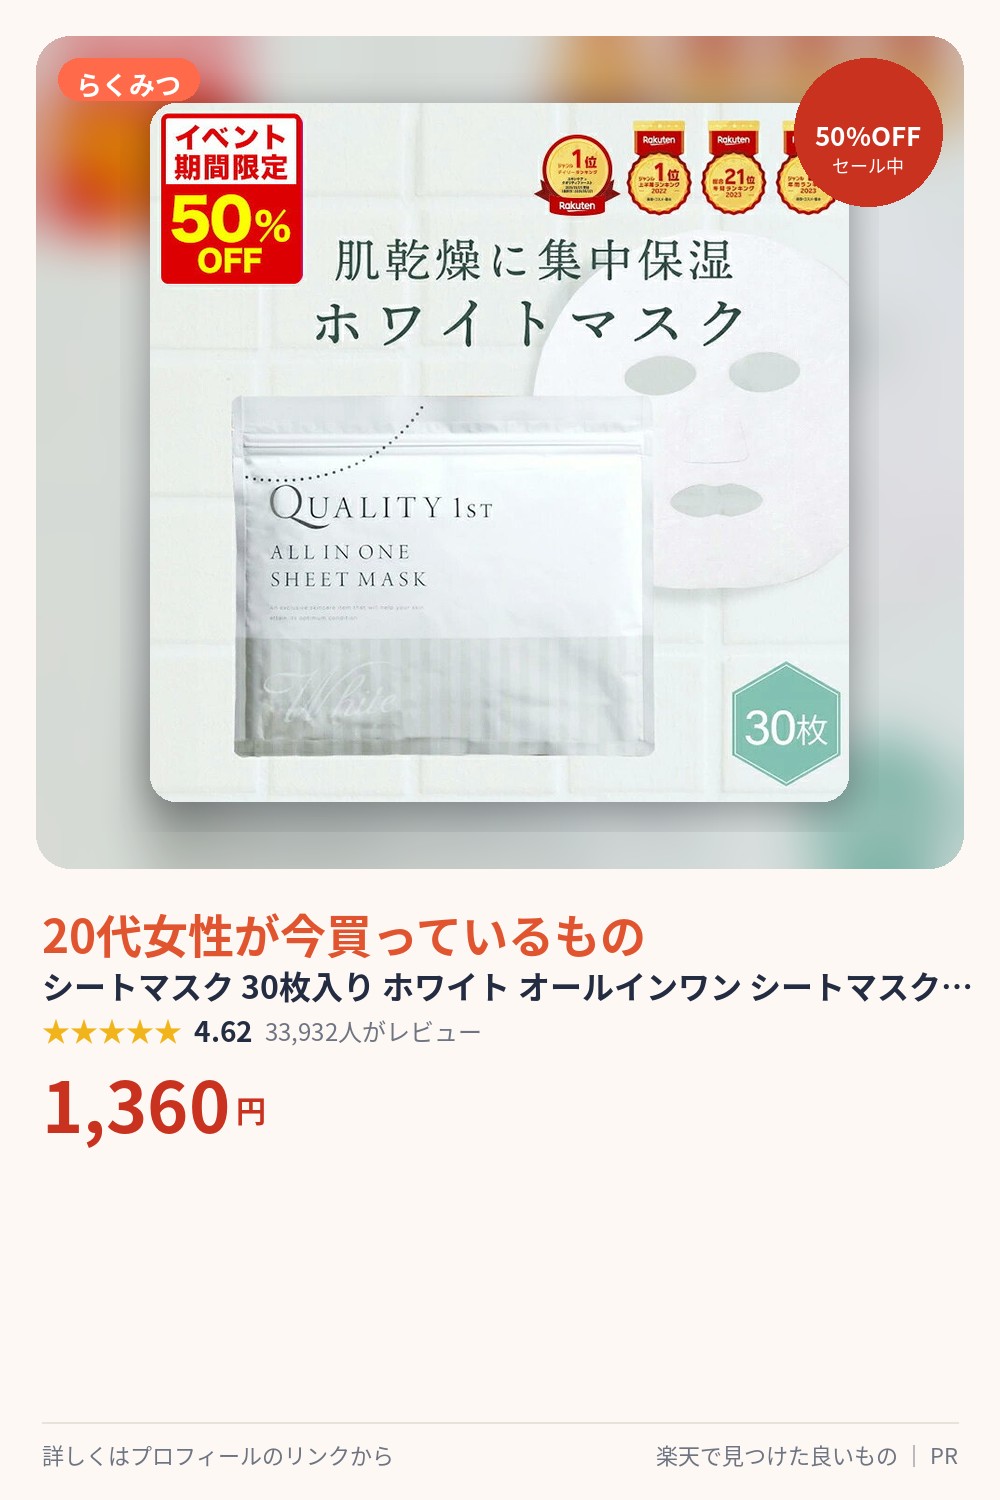 らくみつ
50%OFF
セール中
イベント
期間限定
50%
OFF
1位
Rakuten
Rakuten
1位
2022
Rakuten
21位
2023
2023
肌乾燥に集中保湿
ホワイトマスク
QUALITY 1ST
ALL IN ONE
SHEET MASK
White
30枚
20代女性が今買っているもの
シートマスク 30枚入り ホワイト オールインワン シートマスク…
★★★★★ 4.62 33,932人がレビュー
1,360円
詳しくはプロフィールのリンクから
楽天で見つけた良いもの｜PR